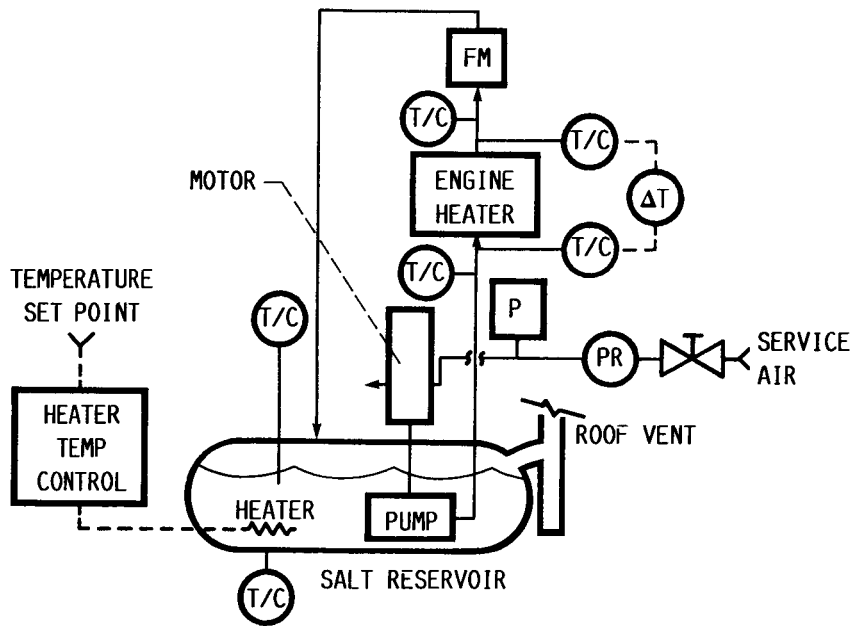 FM
T/C
T/C
ENGINE
HEATER
MOTOR
ΔT
T/C
T/C
TEMPERATURE
SET POINT
T/C
P
PR
SERVICE
AIR
HEATER
TEMP
CONTROL
ROOF VENT
HEATER
PUMP
SALT RESERVOIR
T/C